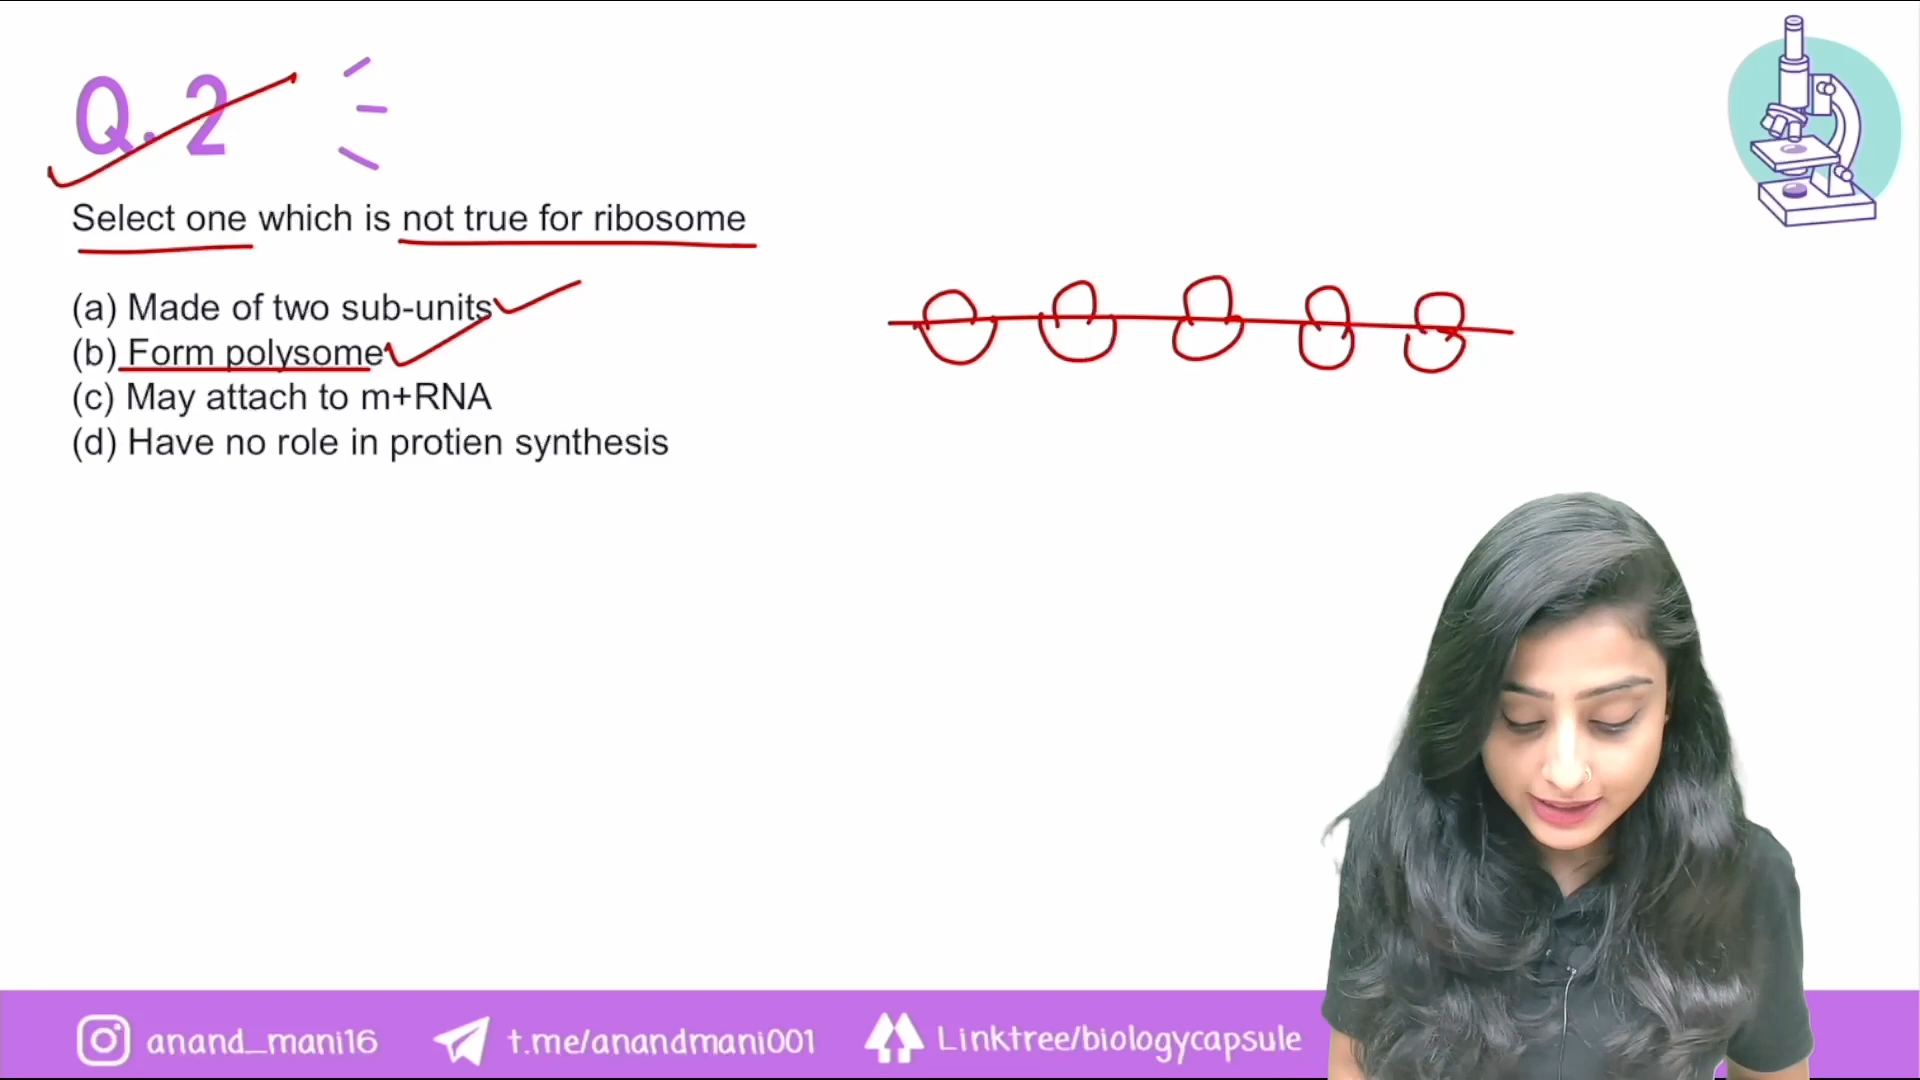 Q. 2
Select one which is not true for ribosome
(a) Made of two sub-units
(b) Form polysome
(c) May attach to m+RNA
(d) Have no role in protien synthesis
anand_mani16 t.me/anandmani001 Linktree/biologycapsule